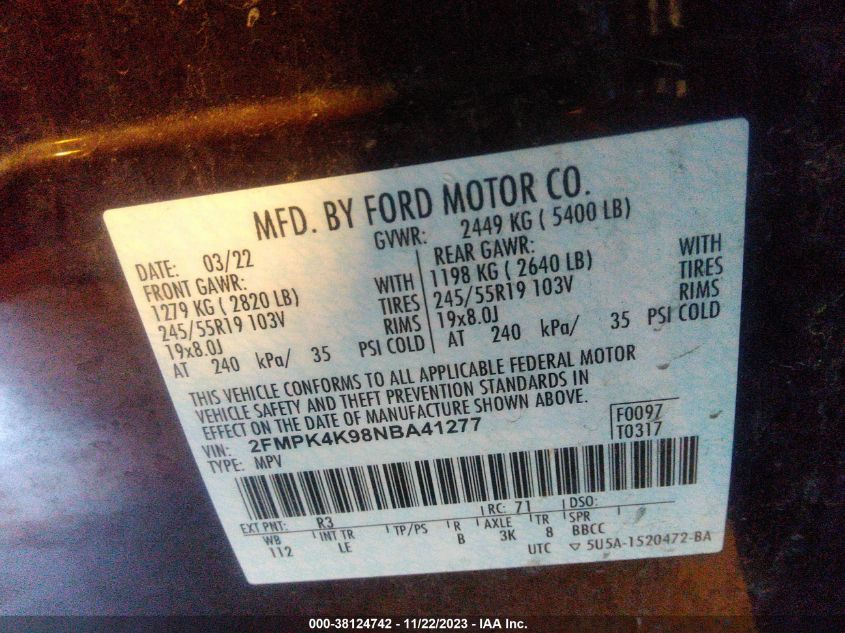 MFD. BY FORD MOTOR CO.
DATE: 03/22 GVWR: 2449 KG ( 5400 LB)
FRONT GAWR: REAR GAWR:
1279 KG ( 2820 LB) WITH 1198 KG ( 2640 LB) WITH
245/55R19 103V TIRES 245/55R19 103V TIRES
19x8.0J RIMS 19x8.0J RIMS
AT 240 kPa/ 35 PSI COLD AT 240 kPa/ 35 PSI COLD
THIS VEHICLE CONFORMS TO ALL APPLICABLE FEDERAL MOTOR
VEHICLE SAFETY AND THEFT PREVENTION STANDARDS IN
EFFECT ON THE DATE OF MANUFACTURE SHOWN ABOVE.
VIN: 2FMPK4K98NBA41277 F0097
TYPE: MPV T0317
EXT PNT: R3 RC: 71 DSO:
WB INT TR TP/PS R AXLE TR SPR
112 LE B 3K 8 BBCC
UTC ▽ 5U5A-1520472-BA
000-38124742 - 11/22/2023 - IAA Inc.